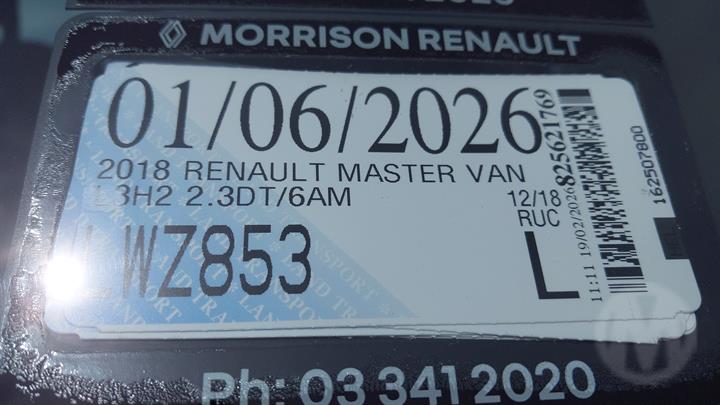 MORRISON RENAULT
01/06/2026
2018 RENAULT MASTER VAN
L3H2 2.3DT/6AM
12/18
RUC
LWZ853
L
825621769
11:11 19/02/2026
162507800
Ph: 03 341 2020